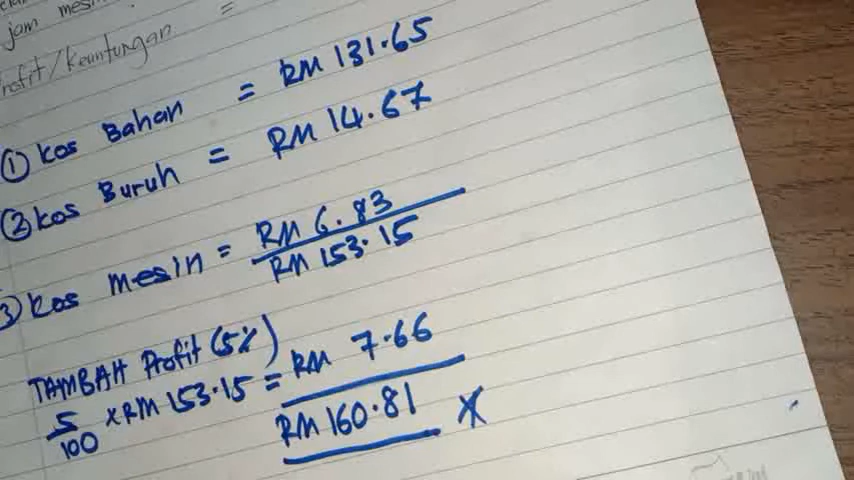 jam mesin
Profit/Keuntungan =
① Kos Bahan = RM 131.65
② Kos Buruh = RM 14.67
③ Kos mesin = RM 6.83
RM 153.15
TAMBAH Profit (5%)
5/100 x RM 153.15 = RM 7.66
RM 160.81 X